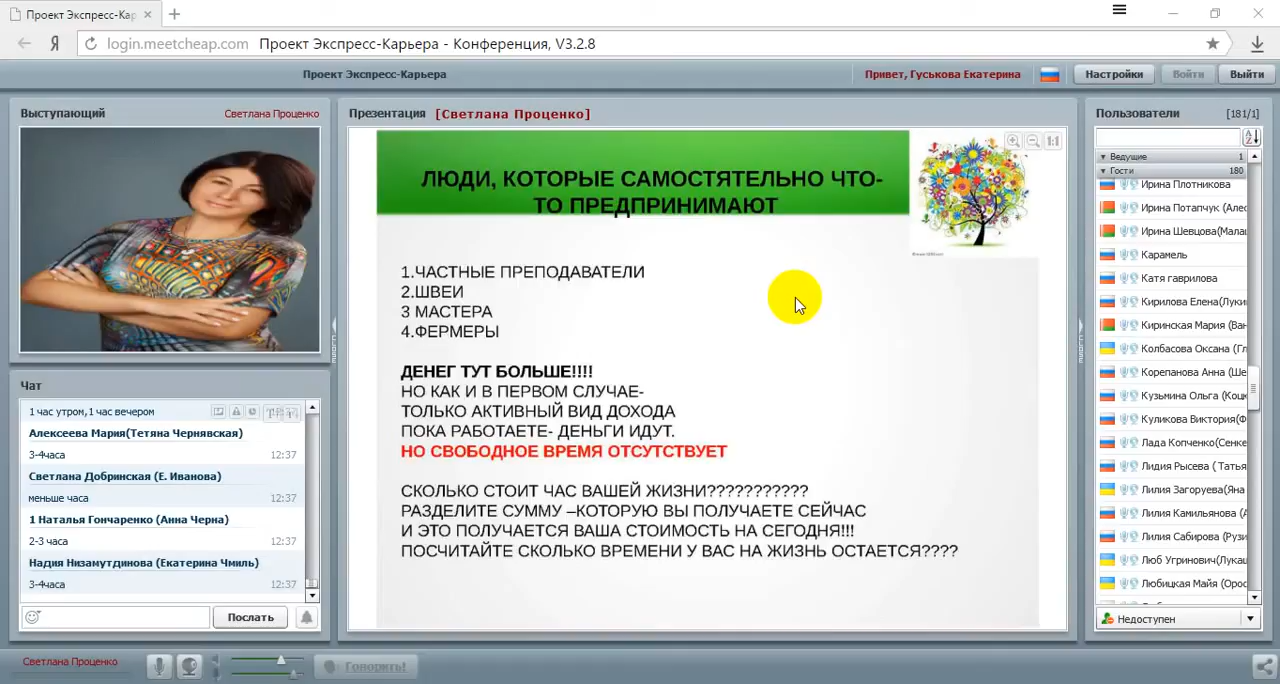 Проект Экспресс-Карь
login.meetcheap.com Проект Экспресс-Карьера - Конференция, V3.2.8
Проект Экспресс-Карьера
Привет, Гуськова Екатерина
Настройки
Войти
Выйти
Выступающий
Светлана Проценко
Презентация [Светлана Проценко]
ЛЮДИ, КОТОРЫЕ САМОСТЯТЕЛЬНО ЧТО-
ТО ПРЕДПРИНИМАЮТ
1.ЧАСТНЫЕ ПРЕПОДАВАТЕЛИ
2.ШВЕИ
3 МАСТЕРА
4.ФЕРМЕРЫ
ДЕНЕГ ТУТ БОЛЬШЕ!!!!
НО КАК И В ПЕРВОМ СЛУЧАЕ-
ТОЛЬКО АКТИВНЫЙ ВИД ДОХОДА
ПОКА РАБОТАЕТЕ- ДЕНЬГИ ИДУТ.
НО СВОБОДНОЕ ВРЕМЯ ОТСУТСТВУЕТ
СКОЛЬКО СТОИТ ЧАС ВАШЕЙ ЖИЗНИ???????????
РАЗДЕЛИТЕ СУММУ –КОТОРУЮ ВЫ ПОЛУЧАЕТЕ СЕЙЧАС
И ЭТО ПОЛУЧАЕТСЯ ВАША СТОИМОСТЬ НА СЕГОДНЯ!!!
ПОСЧИТАЙТЕ СКОЛЬКО ВРЕМЕНИ У ВАС НА ЖИЗНЬ ОСТАЕТСЯ????
Чат
1 час утром,1 час вечером
Алексеева Мария(Тетяна Чернявская)
3-4часа 12:37
Светлана Добринская (Е. Иванова)
меньше часа 12:37
1 Наталья Гончаренко (Анна Черна)
2-3 часа 12:37
Надия Низамутдинова (Екатерина Чмиль)
3-4часа 12:37
Послать
Пользователи [181/1]
Ведущие 1
Гости 180
Ирина Плотникова
Ирина Потапчук (Алес
Ирина Шевцова(Мала
Карамель
Катя гаврилова
Кирилова Елена(Луки
Киринская Мария (Ван
Колбасова Оксана (Гл
Корепанова Анна (Ше
Кузьмина Ольга (Коц
Куликова Виктория(Ф
Лада Копченко(Сенке
Лидия Рысева ( Татья
Лилия Загоруева(Яна
Лилия Камильянова (А
Лилия Сабирова (Рузи
Люб Угринович(Лука
Любицкая Майя (Орос
Недоступен
Светлана Проценко
Говорить!
1:1